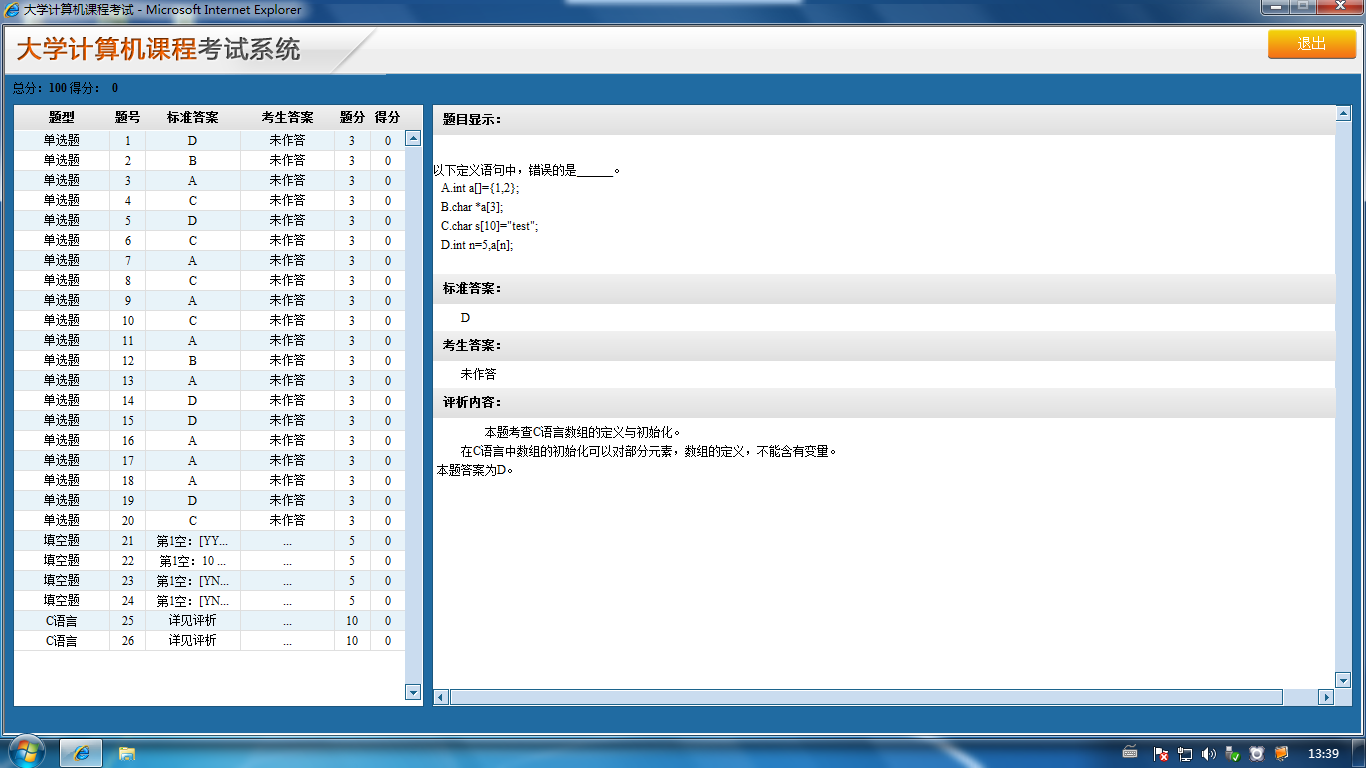 大学计算机课程考试 - Microsoft Internet Explorer
大学计算机课程考试系统
退出
总分：100 得分： 0
题型 题号 标准答案 考生答案 题分 得分
单选题 1 D 未作答 3 0
单选题 2 B 未作答 3 0
单选题 3 A 未作答 3 0
单选题 4 C 未作答 3 0
单选题 5 D 未作答 3 0
单选题 6 C 未作答 3 0
单选题 7 A 未作答 3 0
单选题 8 C 未作答 3 0
单选题 9 A 未作答 3 0
单选题 10 C 未作答 3 0
单选题 11 A 未作答 3 0
单选题 12 B 未作答 3 0
单选题 13 A 未作答 3 0
单选题 14 D 未作答 3 0
单选题 15 D 未作答 3 0
单选题 16 A 未作答 3 0
单选题 17 A 未作答 3 0
单选题 18 A 未作答 3 0
单选题 19 D 未作答 3 0
单选题 20 C 未作答 3 0
填空题 21 第1空：[YY... ... 5 0
填空题 22 第1空：10 ... ... 5 0
填空题 23 第1空：[YN... ... 5 0
填空题 24 第1空：[YN... ... 5 0
C语言 25 详见评析 ... 10 0
C语言 26 详见评析 ... 10 0
题目显示：
以下定义语句中，错误的是______。
A.int a[]={1,2};
B.char *a[3];
C.char s[10]="test";
D.int n=5,a[n];
标准答案：
D
考生答案：
未作答
评析内容：
本题考查C语言数组的定义与初始化。
在C语言中数组的初始化可以对部分元素，数组的定义，不能含有变量。
本题答案为D。
13:39